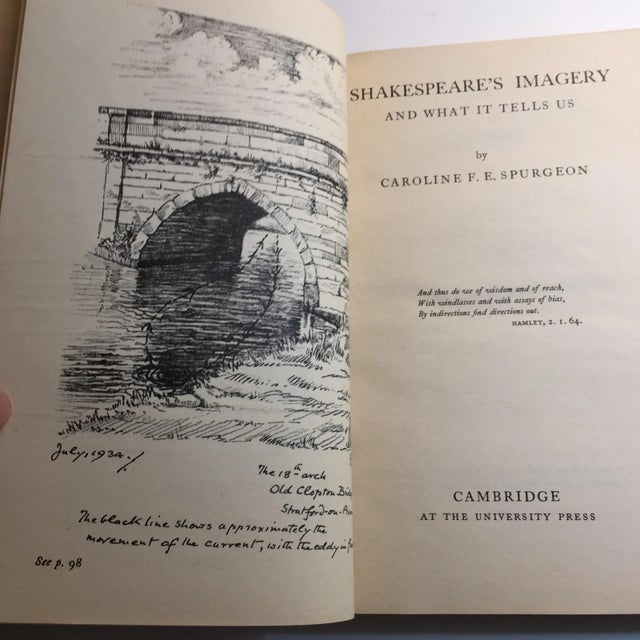 July, 1934.
The 18th arch
Old Clopton
Stratford-on-
The black line shows approximately the
movement of the current, with the eddy in
See p. 98
SHAKESPEARE'S IMAGERY
AND WHAT IT TELLS US
by
CAROLINE F. E. SPURGEON
And thus do we of wisdom and of reach,
With windlasses and with assays of bias,
By indirections find directions out.
HAMLET, 2. 1. 64.
CAMBRIDGE
AT THE UNIVERSITY PRESS